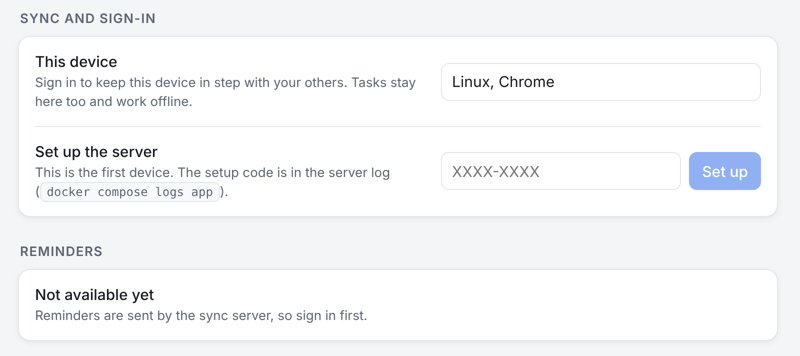 SYNC AND SIGN-IN
This device
Sign in to keep this device in step with your others. Tasks stay
here too and work offline.
Linux, Chrome
Set up the server
This is the first device. The setup code is in the server log
(docker compose logs app).
XXXX-XXXX
Set up
REMINDERS
Not available yet
Reminders are sent by the sync server, so sign in first.